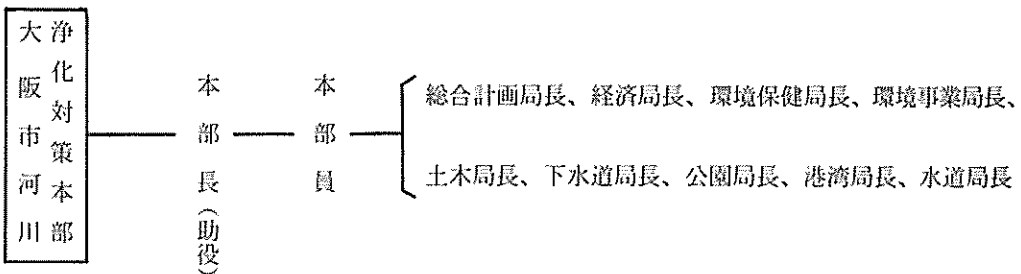 大阪市河川
浄化対策本部
本部長(助役)
本部員
総合計画局長、経済局長、環境保健局長、環境事業局長、
土木局長、下水道局長、公園局長、港湾局長、水道局長